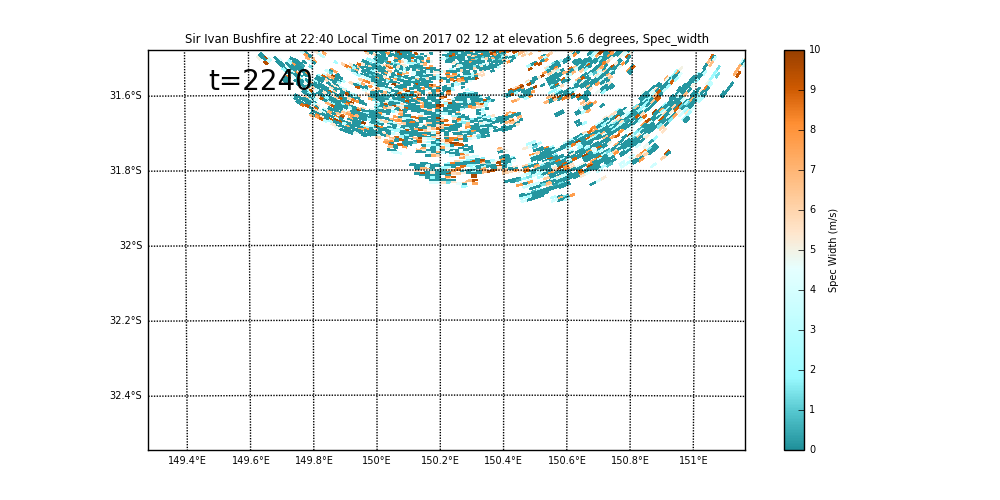 Sir Ivan Bushfire at 22:40 Local Time on 2017 02 12 at elevation 5.6 degrees, Spec_width
t=2240
31.6°S
31.8°S
32°S
32.2°S
32.4°S
149.4°E 149.6°E 149.8°E 150°E 150.2°E 150.4°E 150.6°E 150.8°E 151°E
10
9
8
7
6
5
4
3
2
1
0
Spec Width (m/s)